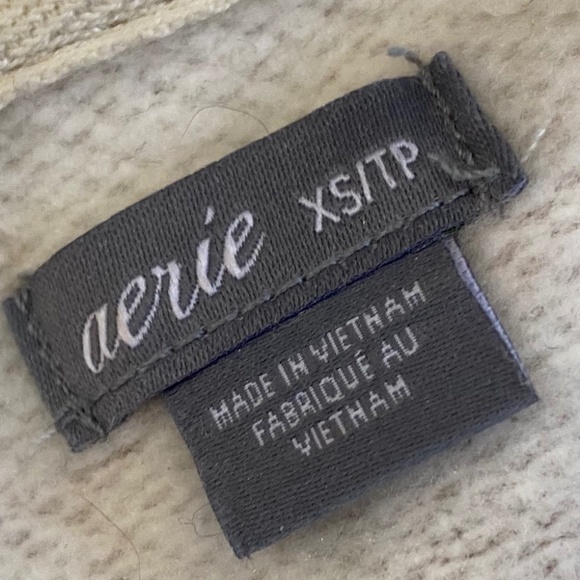 aerie XS/TP
MADE IN VIETNAM
FABRIQUÉ AU
VIETNAM